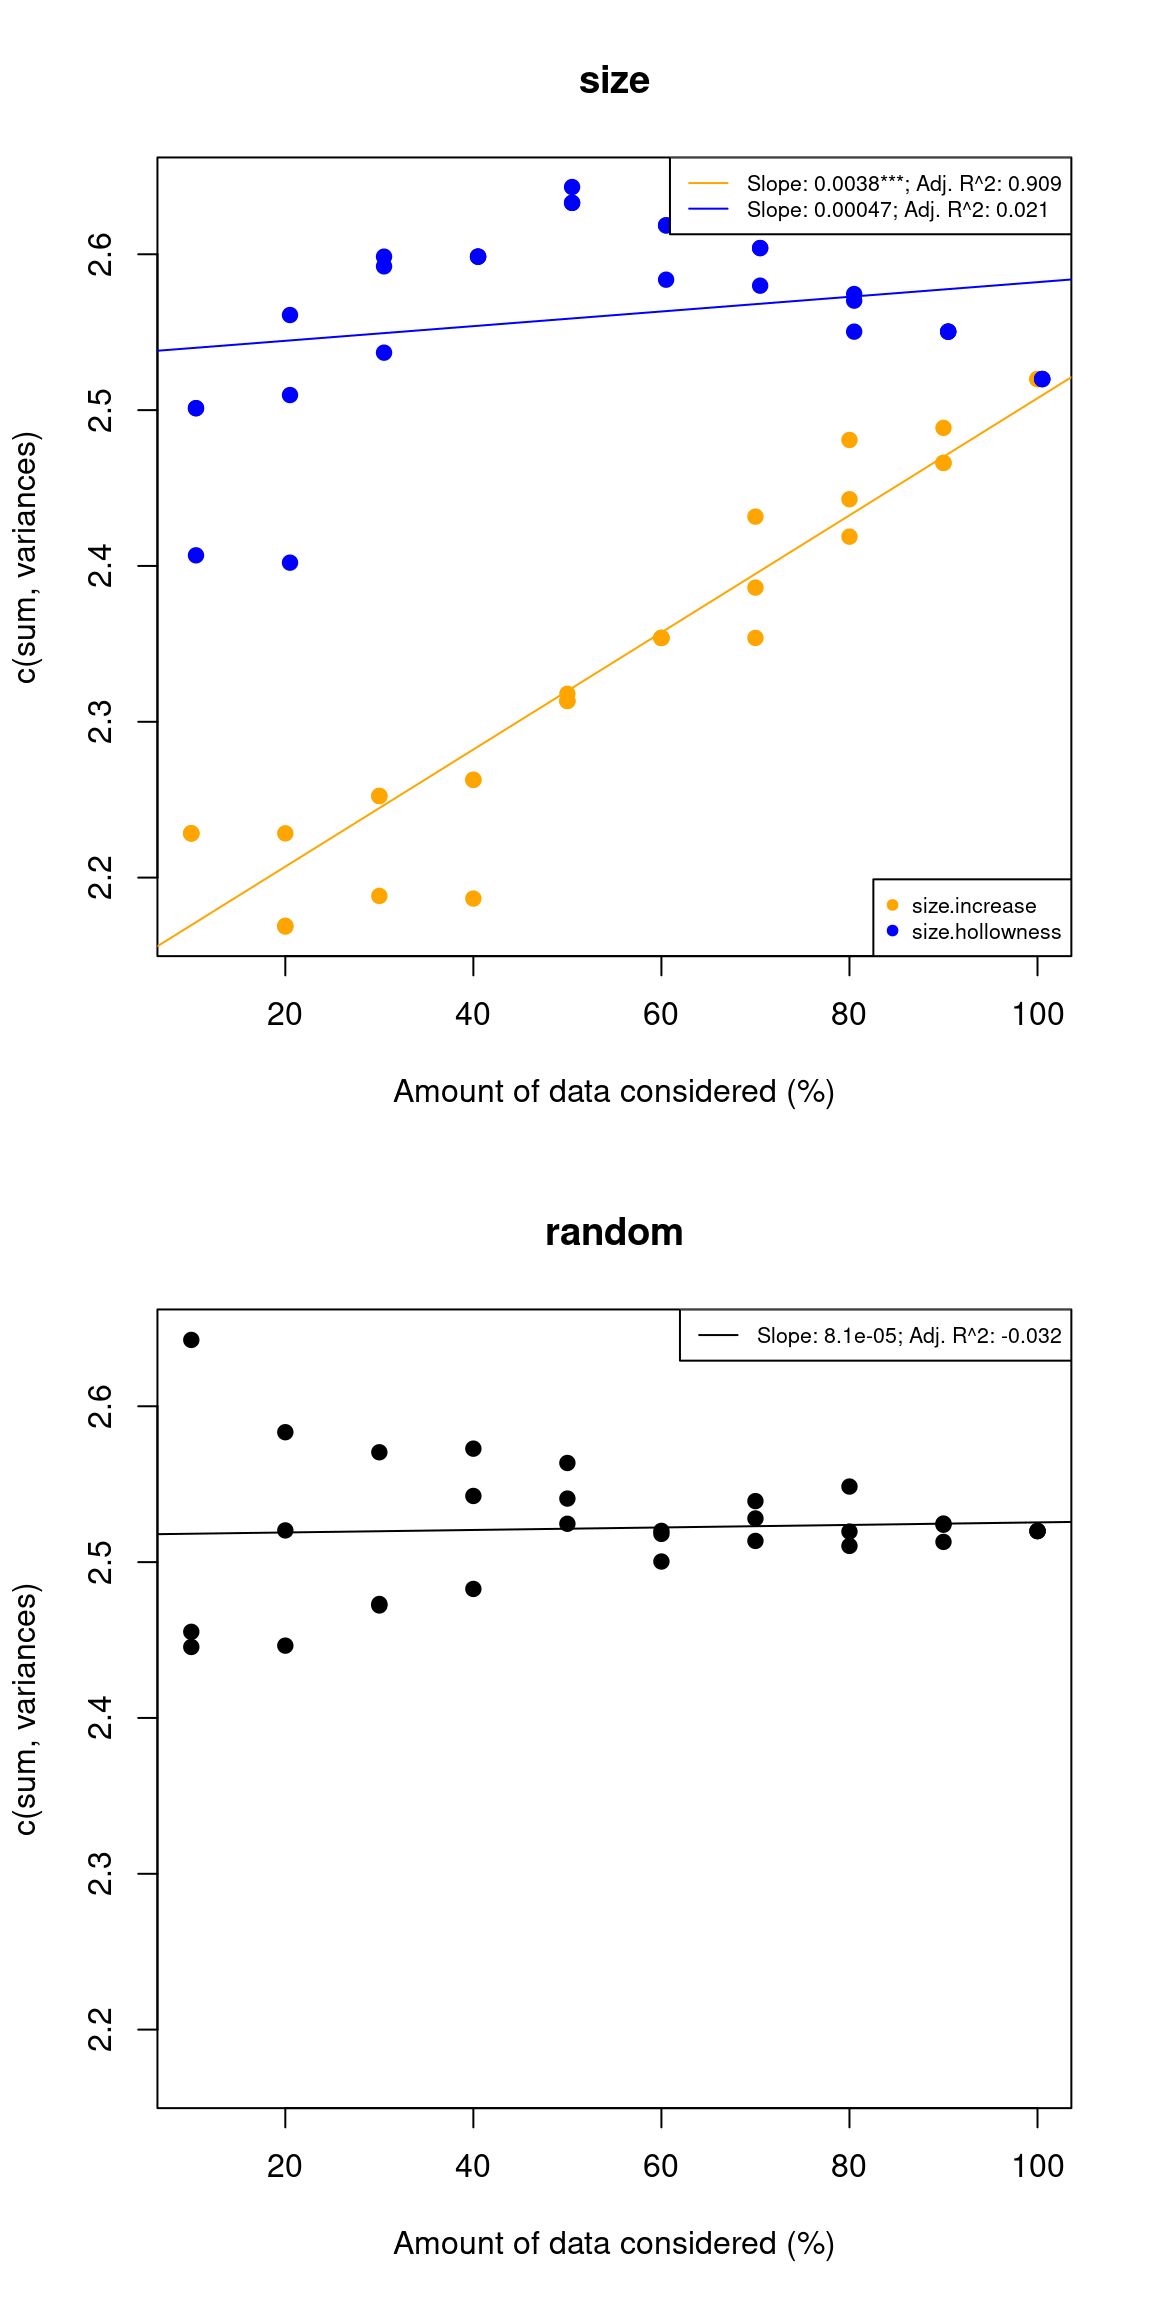 size
Slope: 0.0038***; Adj. R^2: 0.909
Slope: 0.00047; Adj. R^2: 0.021
c(sum, variances)
2.6
2.5
2.4
2.3
2.2
size.increase
size.hollowness
20 40 60 80 100
Amount of data considered (%)
random
Slope: 8.1e-05; Adj. R^2: -0.032
c(sum, variances)
2.6
2.5
2.4
2.3
2.2
20 40 60 80 100
Amount of data considered (%)